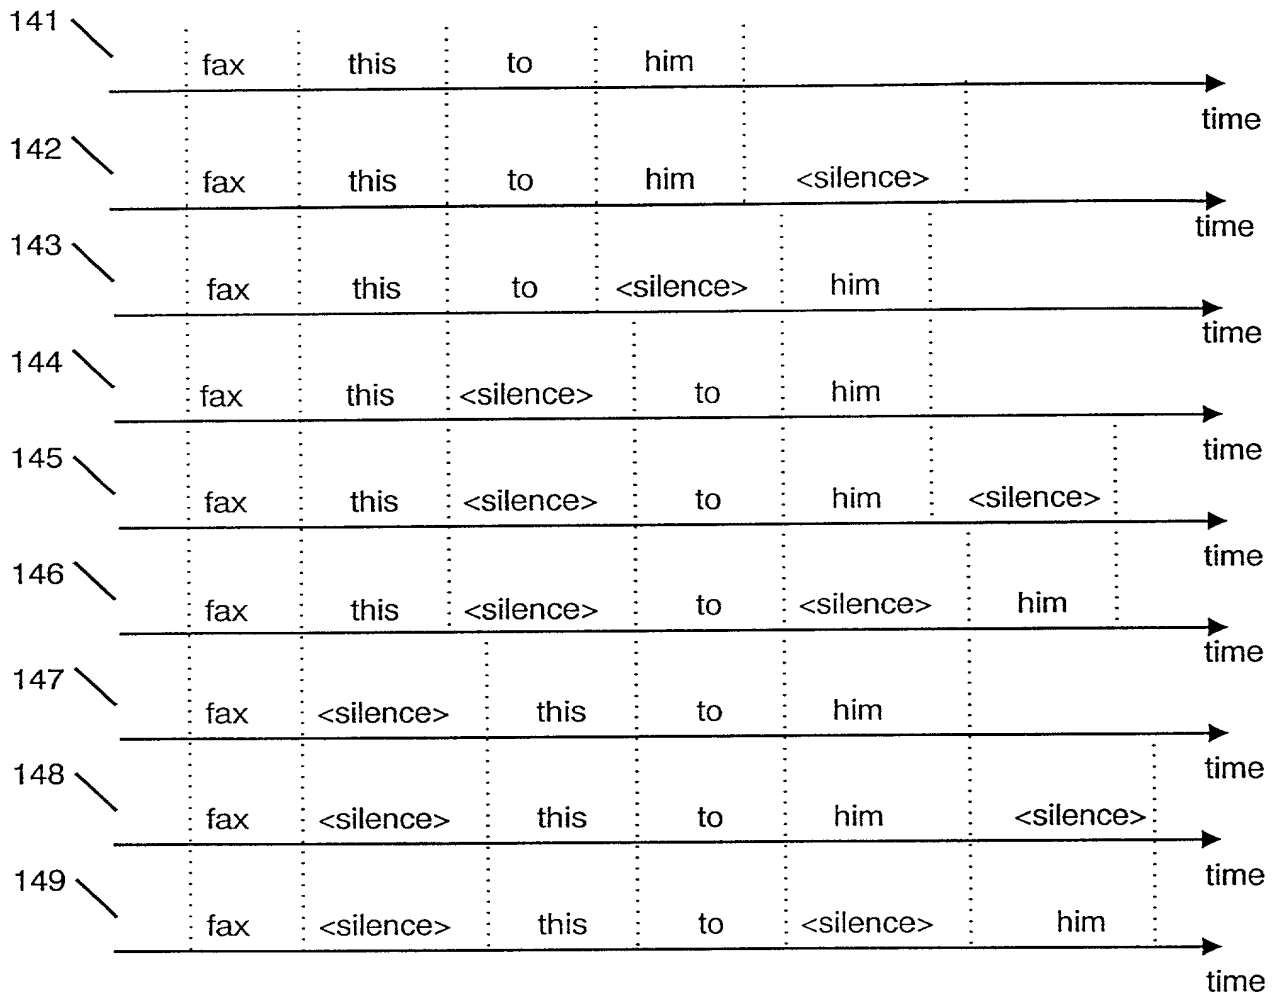 141
fax this to him
time
142
fax this to him <silence>
time
143
fax this to <silence> him
time
144
fax this <silence> to him
time
145
fax this <silence> to him <silence>
time
146
fax this <silence> to <silence> him
time
147
fax <silence> this to him
time
148
fax <silence> this to him <silence>
time
149
fax <silence> this to <silence> him
time